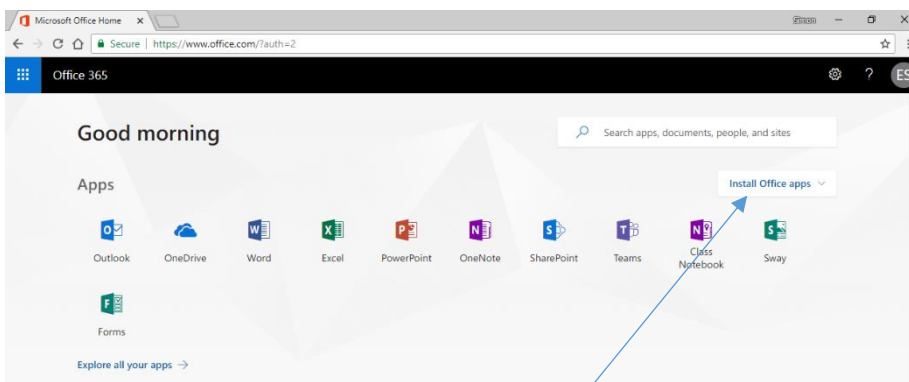 Microsoft Office Home
Simon
Secure https://www.office.com/?auth=2
Office 365
ES
Good morning
Search apps, documents, people, and sites
Apps
Install Office apps
Outlook OneDrive Word Excel PowerPoint OneNote SharePoint Teams Class Notebook Sway
Forms
Explore all your apps →